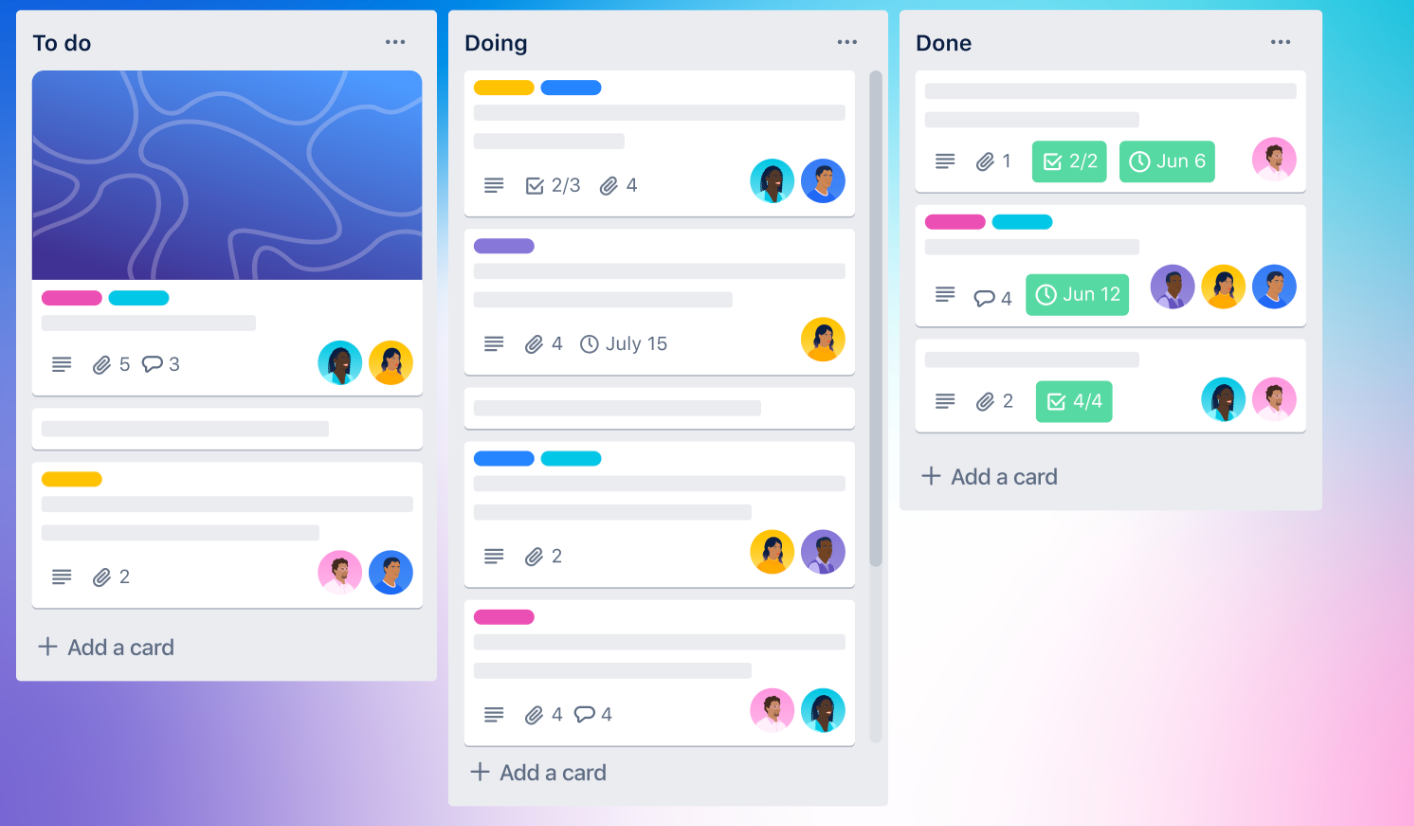 To do
5 3
2
+ Add a card
Doing
2/3 4
4 July 15
2
4 4
+ Add a card
Done
1 2/2 Jun 6
4 Jun 12
2 4/4
+ Add a card